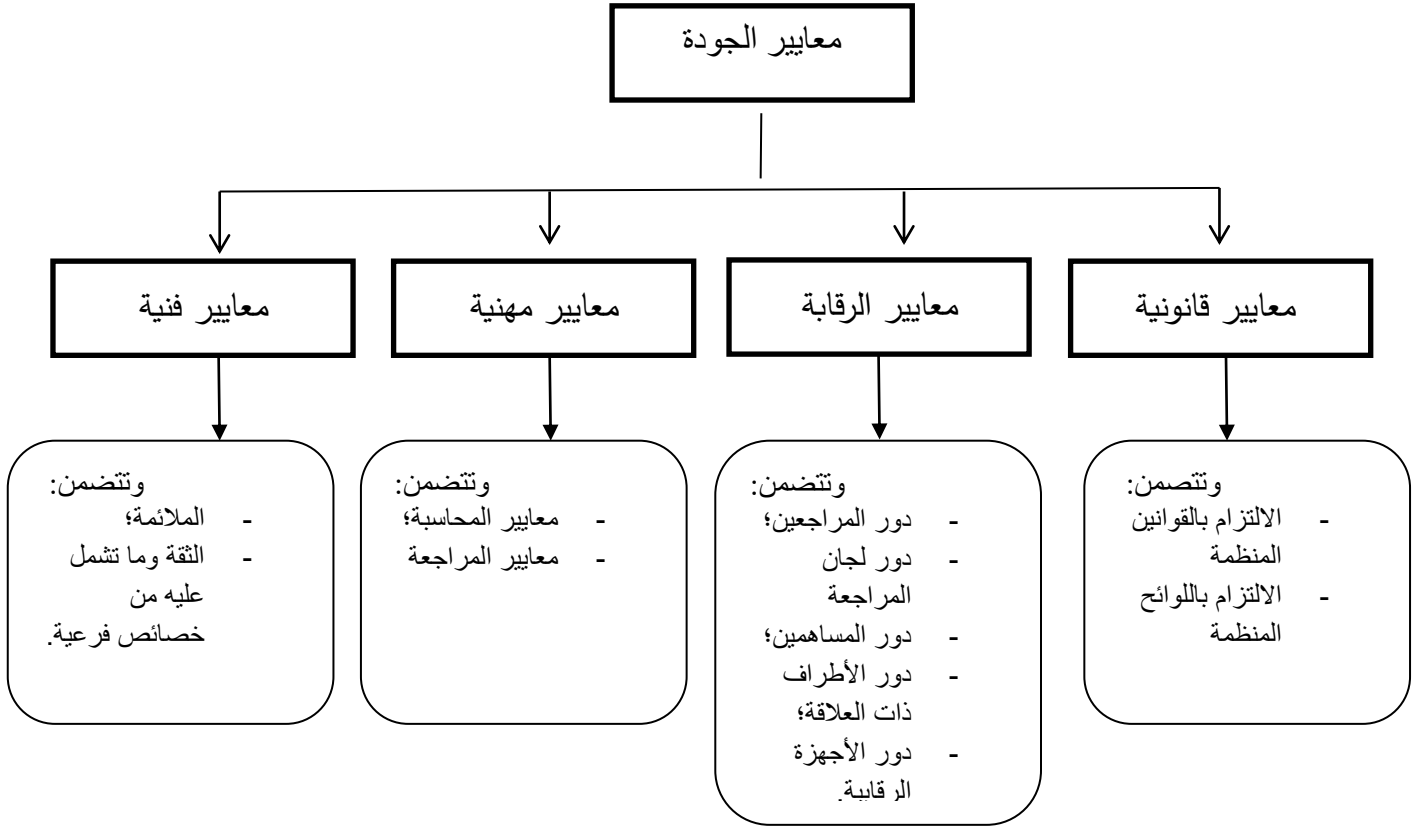 معايير الجودة
معايير قانونية
معايير الرقابة
معايير مهنية
معايير فنية
وتتصمن:
- الالتزام بالقوانين
المنظمة
- الالتزام باللوائح
المنظمة
وتتضمن:
- دور المراجعين؛
- دور لجان
المراجعة
- دور المساهمين؛
- دور الأطراف
ذات العلاقة؛
- دور الأجهزة
الرقابية.
وتتضمن:
- معايير المحاسبة؛
- معايير المراجعة
وتتضمن:
- الملائمة؛
- الثقة وما تشمل
عليه من
خصائص فرعية.